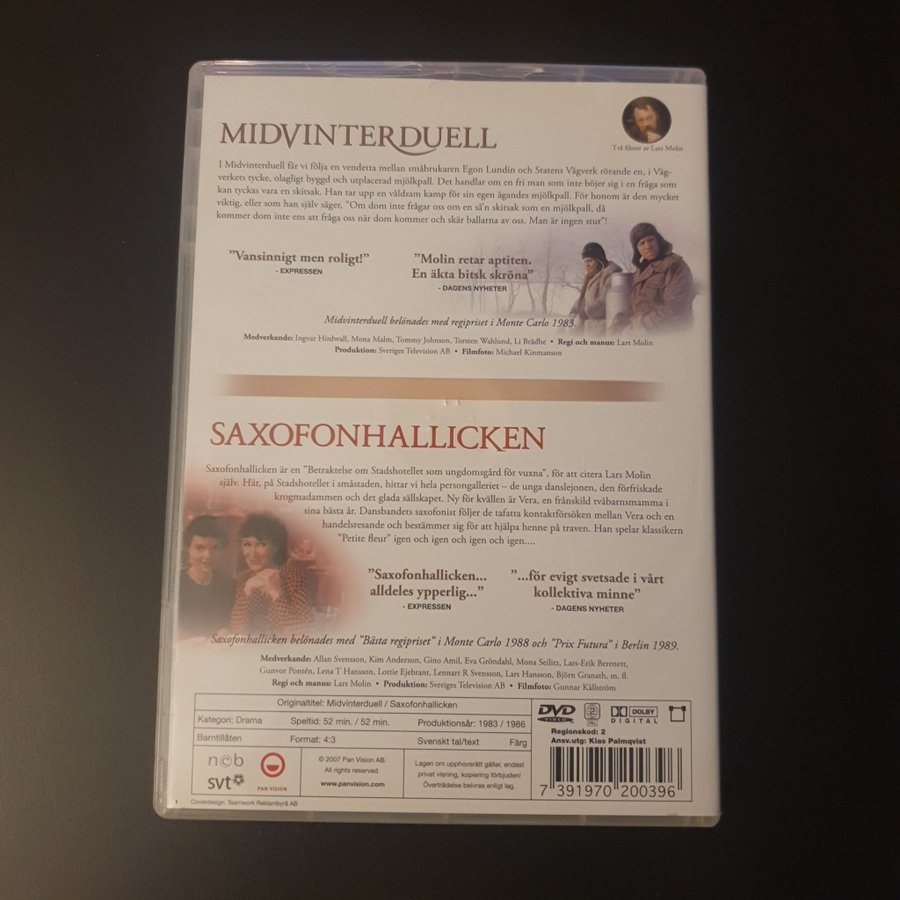 MIDVINTERDUELL
Två filmer av Lars Molin
I Midvinterduell får vi följa en vendetta mellan småbrukaren Egon Lundin och Statens Vägverk rörande en, i Väg-
verkets tycke, olagligt byggd och utplacerad mjölkpall. Det handlar om en fri man som inte böjer sig i en fråga som
kan tyckas vara en skitsak. Han tar upp en våldsam kamp för sin egen ägandes mjölkpall. För honom är den mycket
viktig, eller som han själv säger, "Om dom inte frågar oss om en så'n skitsak som en mjölkpall, då
kommer dom inte ens att fråga oss när dom kommer och skär ballarna av oss. Man är ingen stut"!
"Vansinnigt men roligt!"
- EXPRESSEN
"Molin retar aptiten.
En äkta bitsk skröna"
- DAGENS NYHETER
Midvinterduell belönades med regipriset i Monte Carlo 1983.
Medverkande: Ingvar Hirdwall, Mona Malm, Tommy Johnson, Torsten Wahlund, Li Brådhe • Regi och manus: Lars Molin
Produktion: Sveriges Television AB • Filmfoto: Michael Kinmanson
SAXOFONHALLICKEN
Saxofonhallicken är en "Betraktelse om Stadshotellet som ungdomsgård för vuxna", för att citera Lars Molin
själv. Här, på Stadshotellet i småstaden, hittar vi hela persongalleriet – de unga danslejonen, den förfriskade
krogmadammen och det glada sällskapet. Ny för kvällen är Vera, en frånskild tvåbarnsmamma i
sina bästa år. Dansbandets saxofonist följer de tafatta kontaktförsöken mellan Vera och en
handelsresande och bestämmer sig för att hjälpa henne på traven. Han spelar klassikern
"Petite fleur" igen och igen och igen och igen....
"Saxofonhallicken...
alldeles ypperlig..."
- EXPRESSEN
"...för evigt svetsade i vårt
kollektiva minne"
- DAGENS NYHETER
Saxofonhallicken belönades med "Bästa regipriset" i Monte Carlo 1988 och "Prix Futura" i Berlin 1989.
Medverkande: Allan Svensson, Kim Anderzon, Gino Amil, Eva Gröndahl, Mona Seilitz, Lars-Erik Berenett,
Gunvor Pontén, Lena T Hansson, Lottie Ejebrant, Lennart R Svensson, Lars Hansson, Björn Granath, m. fl.
Regi och manus: Lars Molin • Produktion: Sveriges Television AB • Filmfoto: Gunnar Källström
Originaltitel: Midvinterduell / Saxofonhallicken
Kategori: Drama
Speltid: 52 min. / 52 min.
Produktionsår: 1983 / 1986
Barntillåten
Format: 4:3
Svenskt tal/text
Färg
DVD
VIDEO
2
PAL
DOLBY
DIGITAL
Regionskod: 2
Ansv.utg: Klas Palmqvist
ncb
svt
PAN VISION
© 2007 Pan Vision AB.
All rights reserved.
www.panvision.com
Lagen om upphovsrätt gäller, endast
privat visning, kopiering förbjuden!
Överträdelse beivras enligt lag.
7 391970 200396
Coverdesign: Teamwork Reklambyrå AB